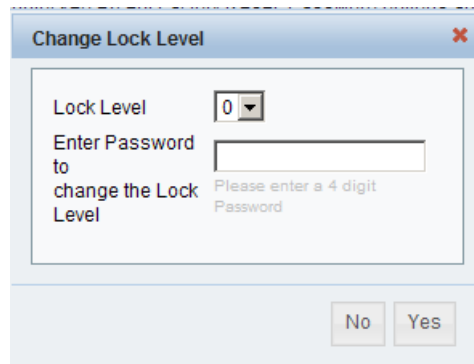 Change Lock Level
Lock Level
0
Enter Password
to
change the Lock
Level
Please enter a 4 digit
Password
No
Yes